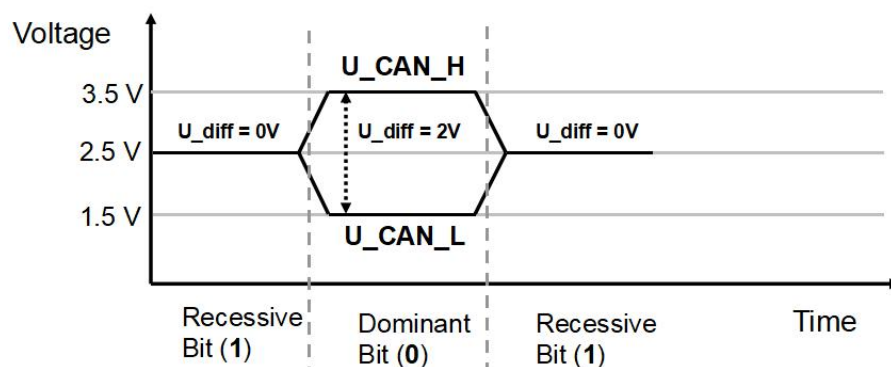 Voltage
U_CAN_H
3.5 V
U_diff = 0V
U_diff = 2V
U_diff = 0V
2.5 V
1.5 V
U_CAN_L
Recessive
Bit (1)
Dominant
Bit (0)
Recessive
Bit (1)
Time